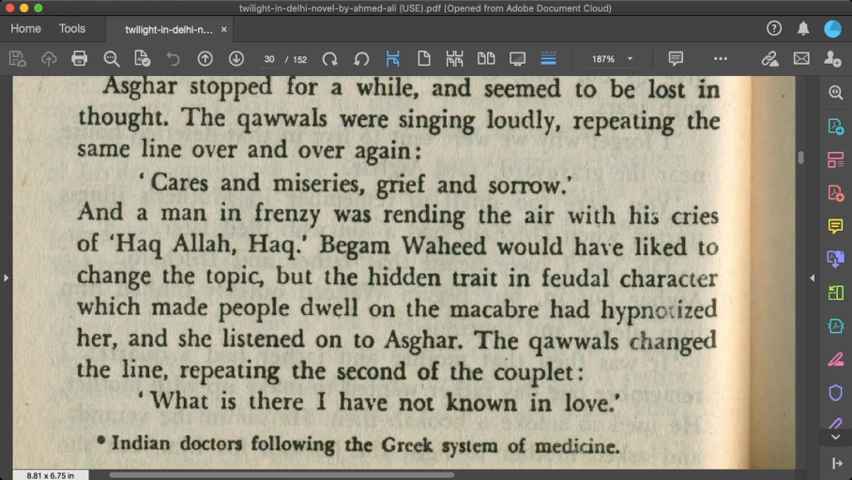 twilight-in-delhi-novel-by-ahmed-ali (USE).pdf (Opened from Adobe Document Cloud)
Home Tools twilight-in-delhi-n... ×
30 / 152 187%
Asghar stopped for a while, and seemed to be lost in
thought. The qawwals were singing loudly, repeating the
same line over and over again:
'Cares and miseries, grief and sorrow.'
And a man in frenzy was rending the air with his cries
of 'Haq Allah, Haq.' Begam Waheed would have liked to
change the topic, but the hidden trait in feudal character
which made people dwell on the macabre had hypnotized
her, and she listened on to Asghar. The qawwals changed
the line, repeating the second of the couplet:
'What is there I have not known in love.'
* Indian doctors following the Greek system of medicine.
8.81 x 6.75 in